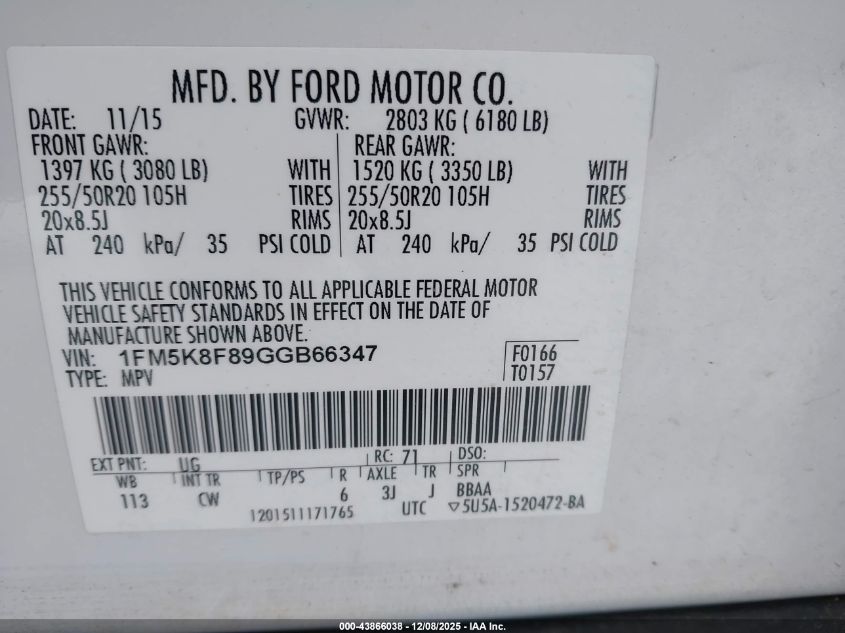 MFD. BY FORD MOTOR CO.
DATE: 11/15 GVWR: 2803 KG ( 6180 LB)
FRONT GAWR: REAR GAWR:
1397 KG ( 3080 LB) WITH 1520 KG ( 3350 LB) WITH
255/50R20 105H TIRES 255/50R20 105H TIRES
20x8.5J RIMS 20x8.5J RIMS
AT 240 kPa/ 35 PSI COLD AT 240 kPa/ 35 PSI COLD
THIS VEHICLE CONFORMS TO ALL APPLICABLE FEDERAL MOTOR
VEHICLE SAFETY STANDARDS IN EFFECT ON THE DATE OF
MANUFACTURE SHOWN ABOVE.
VIN: 1FM5K8F89GGB66347 F0166
TYPE: MPV T0157
EXT PNT: UG RC: 71 DSO:
WB INT TR TP/PS R AXLE TR SPR
113 CW 6 3J J BBAA
1201511171765 UTC ▽5U5A-1520472-BA
000-43866038 - 12/08/2025 - IAA Inc.